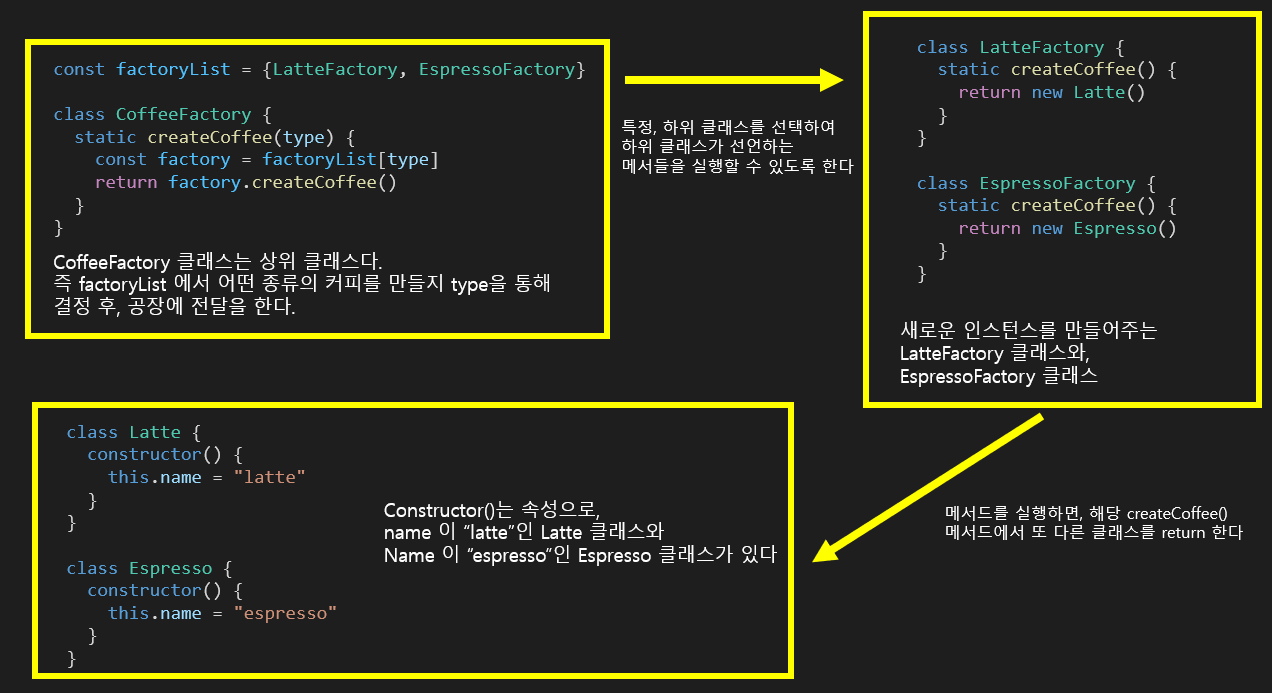 const factoryList = {LatteFactory, EspressoFactory}
class CoffeeFactory {
static createCoffee(type) {
const factory = factoryList[type]
return factory.createCoffee()
}
}
CoffeeFactory 클래스는 상위 클래스다.
즉 factoryList 에서 어떤 종류의 커피를 만들지 type을 통해
결정 후, 공장에 전달을 한다.
특정, 하위 클래스를 선택하여
하위 클래스가 선언하는
메서들을 실행할 수 있도록 한다
class LatteFactory {
static createCoffee() {
return new Latte()
}
}
class EspressoFactory {
static createCoffee() {
return new Espresso()
}
}
새로운 인스턴스를 만들어주는
LatteFactory 클래스와,
EspressoFactory 클래스
메서드를 실행하면, 해당 createCoffee()
메서드에서 또 다른 클래스를 return 한다
class Latte {
constructor() {
this.name = "latte"
}
}
class Espresso {
constructor() {
this.name = "espresso"
}
}
Constructor()는 속성으로,
name 이 “latte”인 Latte 클래스와
Name 이 “espresso”인 Espresso 클래스가 있다